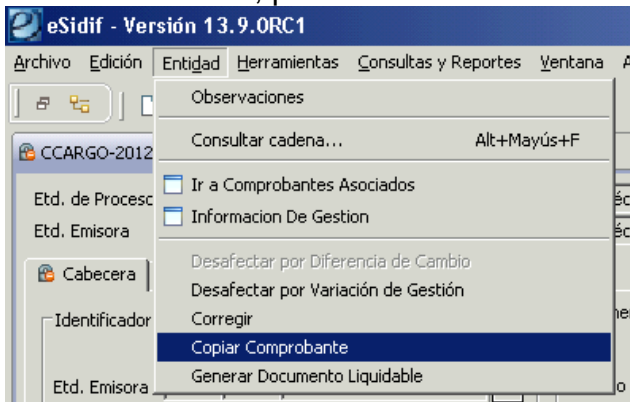 eSidif - Versión 13.9.0RC1
Archivo Edición Entidad Herramientas Consultas y Reportes Ventana
Observaciones
Consultar cadena... Alt+Mayús+F
CCARGO-2012
Ir a Comprobantes Asociados
Etd. de Proceso
Informacion De Gestion
Etd. Emisora
Desafectar por Diferencia de Cambio
Cabecera
Desafectar por Variación de Gestión
Identificador
Corregir
Copiar Comprobante
Generar Documento Liquidable
Etd. Emisora